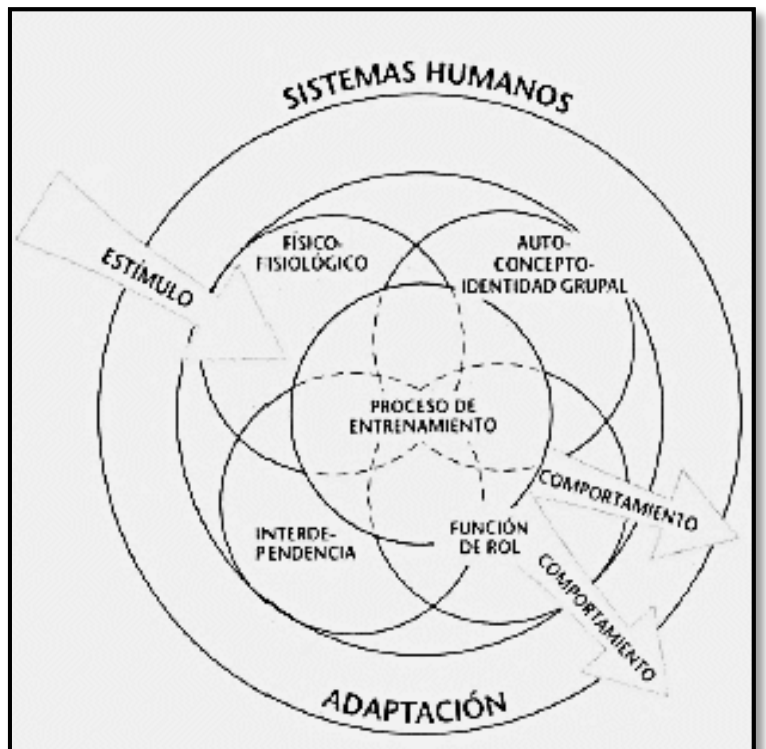 SISTEMAS HUMANOS
ESTÍMULO
FÍSICO-
FISIOLÓGICO
AUTO-
CONCEPTO-
IDENTIDAD GRUPAL
PROCESO DE
ENTRENAMIENTO
INTERDE-
PENDENCIA
FUNCIÓN
DE ROL
COMPORTAMIENTO
COMPORTAMIENTO
ADAPTACIÓN